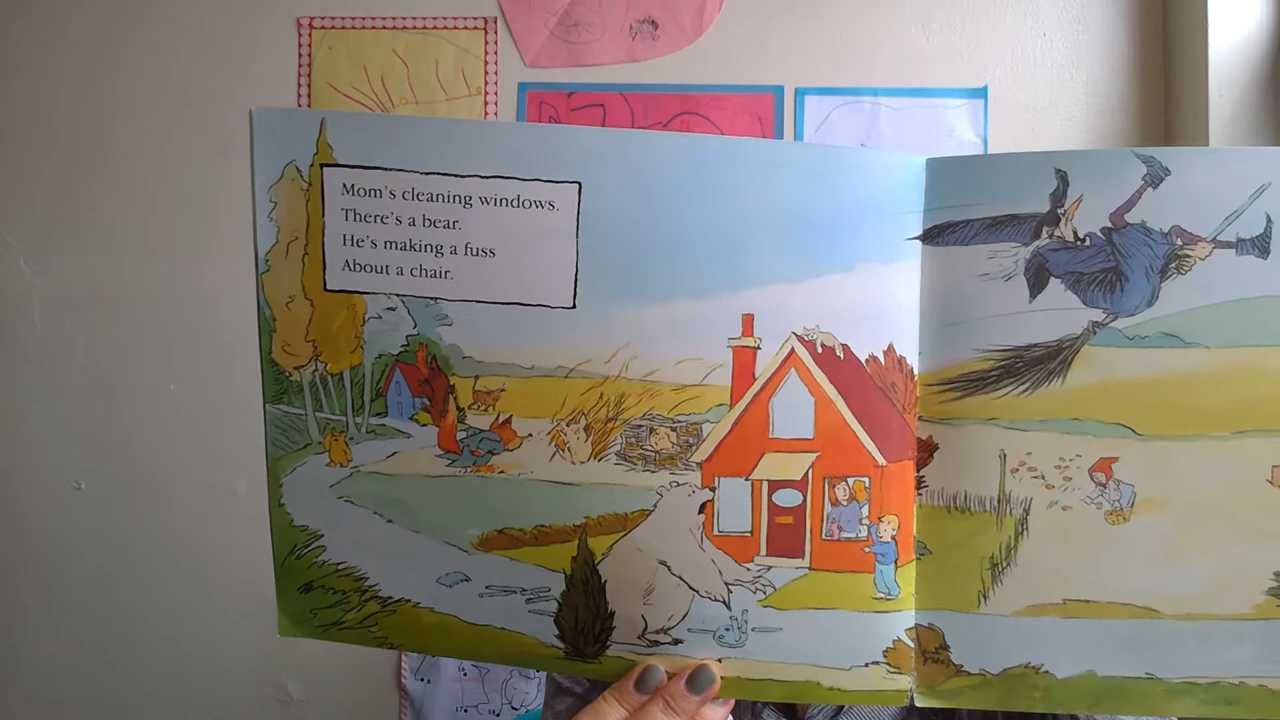 Mom's cleaning windows.
There's a bear.
He's making a fuss
About a chair.